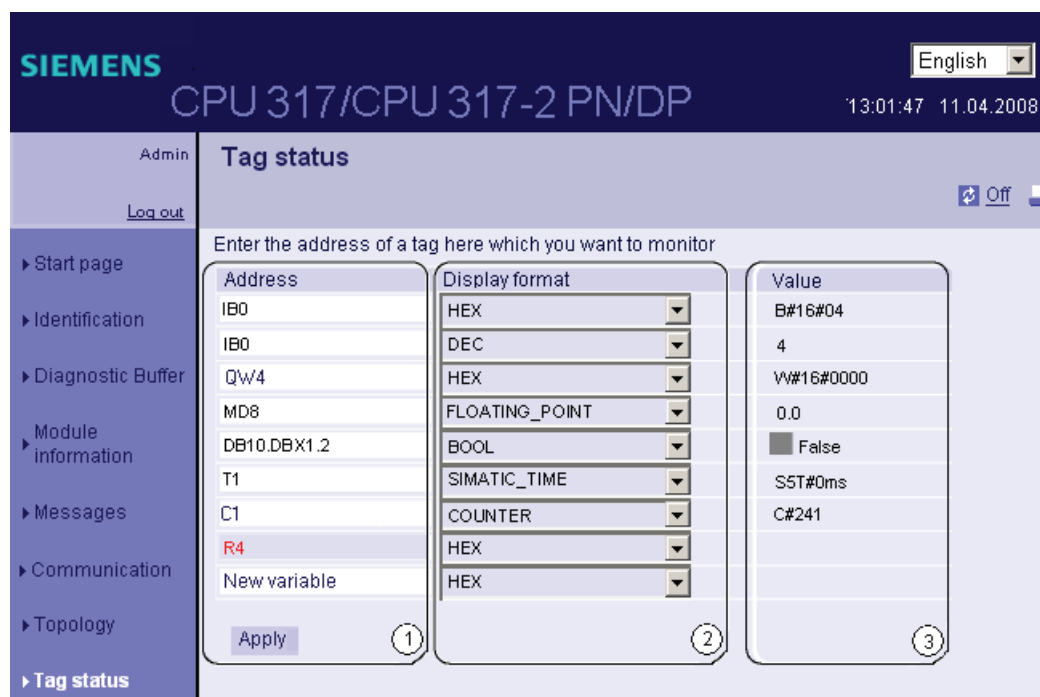 SIEMENS
English
CPU 317/CPU 317-2 PN/DP
13:01:47 11.04.2008
Admin
Tag status
Log out
Off
Enter the address of a tag here which you want to monitor
Start page
Identification
Diagnostic Buffer
Module
information
Messages
Communication
Topology
Tag status
Address Display format Value
IB0 HEX B#16#04
IB0 DEC 4
QW4 HEX W#16#0000
MD8 FLOATING_POINT 0.0
DB10.DBX1.2 BOOL False
T1 SIMATIC_TIME S5T#0ms
C1 COUNTER C#241
R4 HEX
New variable HEX
Apply 1 2 3